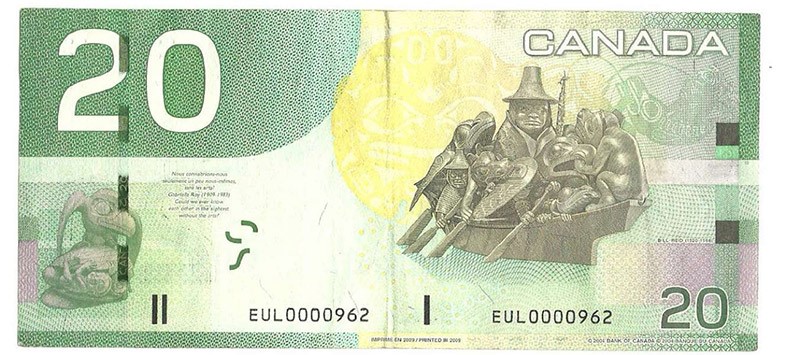 20
CANADA
Nous connaîtrions-nous
seulement un peu nous-mêmes,
sans les arts?
Gabrielle Roy (1909-1983)
Could we ever know
each other in the slightest
without the arts?
BILL REID (1920-1998)
EUL0000962
EUL0000962
20
IMPRIMÉ EN 2009 / PRINTED IN 2009
© 2004 BANK OF CANADA © 2004 BANQUE DU CANADA